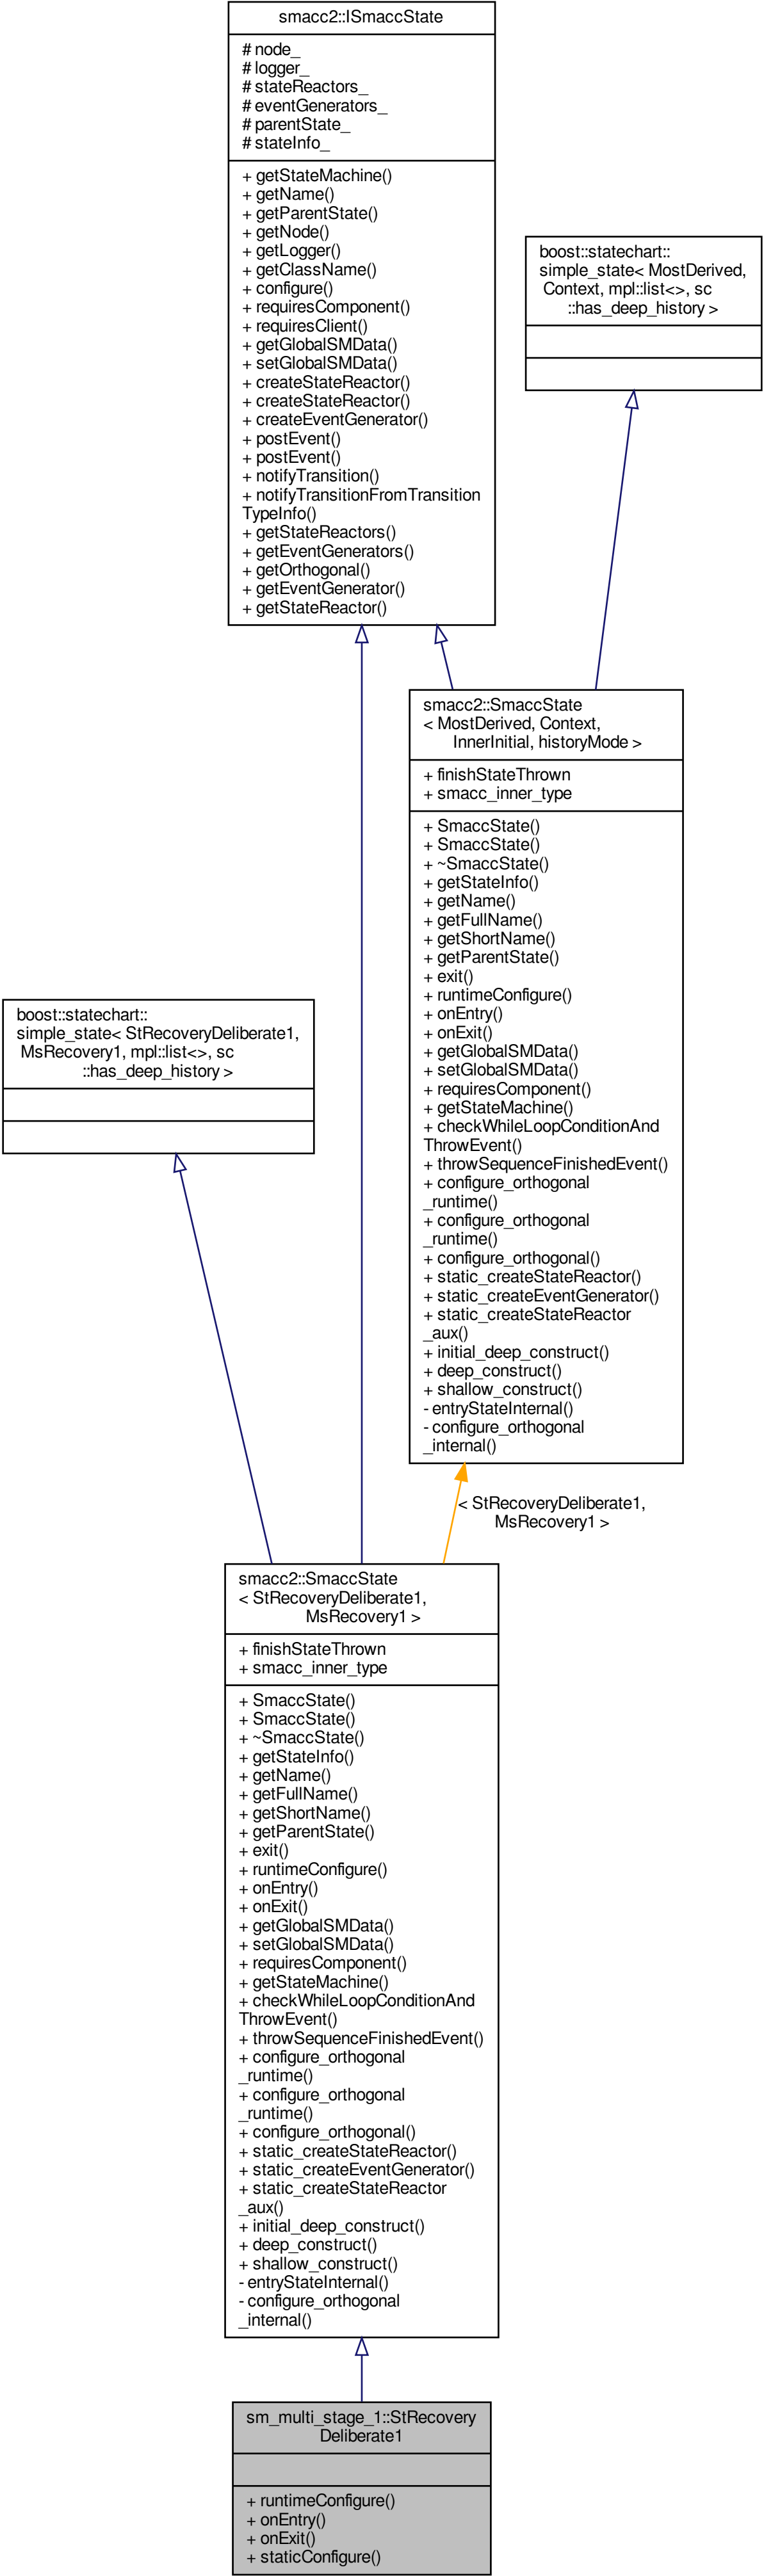 smacc2::ISmaccState
# node_
# logger_
# stateReactors_
# eventGenerators_
# parentState_
# stateInfo_
+ getStateMachine()
+ getName()
+ getParentState()
+ getNode()
+ getLogger()
+ getClassName()
+ configure()
+ requiresComponent()
+ requiresClient()
+ getGlobalSMData()
+ setGlobalSMData()
+ createStateReactor()
+ createStateReactor()
+ createEventGenerator()
+ postEvent()
+ postEvent()
+ notifyTransition()
+ notifyTransitionFromTransition
TypeInfo()
+ getStateReactors()
+ getEventGenerators()
+ getOrthogonal()
+ getEventGenerator()
+ getStateReactor()
boost::statechart::
simple_state< MostDerived,
Context, mpl::list<>, sc
::has_deep_history >
smacc2::SmaccState
< MostDerived, Context,
InnerInitial, historyMode >
+ finishStateThrown
+ smacc_inner_type
+ SmaccState()
+ SmaccState()
+ ~SmaccState()
+ getStateInfo()
+ getName()
+ getFullName()
+ getShortName()
+ getParentState()
+ exit()
+ runtimeConfigure()
+ onEntry()
+ onExit()
+ getGlobalSMData()
+ setGlobalSMData()
+ requiresComponent()
+ getStateMachine()
+ checkWhileLoopConditionAnd
ThrowEvent()
+ throwSequenceFinishedEvent()
+ configure_orthogonal
_runtime()
+ configure_orthogonal
_runtime()
+ configure_orthogonal()
+ static_createStateReactor()
+ static_createEventGenerator()
+ static_createStateReactor
_aux()
+ initial_deep_construct()
+ deep_construct()
+ shallow_construct()
- entryStateInternal()
- configure_orthogonal
_internal()
boost::statechart::
simple_state< StRecoveryDeliberate1,
MsRecovery1, mpl::list<>, sc
::has_deep_history >
< StRecoveryDeliberate1,
MsRecovery1 >
smacc2::SmaccState
< StRecoveryDeliberate1,
MsRecovery1 >
+ finishStateThrown
+ smacc_inner_type
+ SmaccState()
+ SmaccState()
+ ~SmaccState()
+ getStateInfo()
+ getName()
+ getFullName()
+ getShortName()
+ getParentState()
+ exit()
+ runtimeConfigure()
+ onEntry()
+ onExit()
+ getGlobalSMData()
+ setGlobalSMData()
+ requiresComponent()
+ getStateMachine()
+ checkWhileLoopConditionAnd
ThrowEvent()
+ throwSequenceFinishedEvent()
+ configure_orthogonal
_runtime()
+ configure_orthogonal
_runtime()
+ configure_orthogonal()
+ static_createStateReactor()
+ static_createEventGenerator()
+ static_createStateReactor
_aux()
+ initial_deep_construct()
+ deep_construct()
+ shallow_construct()
- entryStateInternal()
- configure_orthogonal
_internal()
sm_multi_stage_1::StRecovery
Deliberate1
+ runtimeConfigure()
+ onEntry()
+ onExit()
+ staticConfigure()